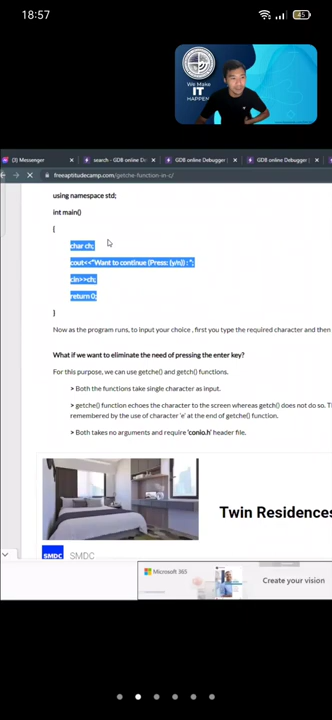 18:57
45
We Make
IT
HAPPEN
(3) Messenger
search - GDB online De
GDB online Debugger |
GDB online Debugger |
freeaptitudecamp.com/getche-function-in-c/
using namespace std;
int main()
{
char ch;
cout<<"Want to continue (Press: (y/n)) : ";
cin>>ch;
return 0;
}
Now as the program runs, to input your choice , first you type the required character and then
What if we want to eliminate the need of pressing the enter key?
For this purpose, we can use getche() and getch() functions.
> Both the functions take single character as input.
> getche() function echoes the character to the screen whereas getch() does not do so. T
remembered by the use of character 'e' at the end of getche() function.
> Both takes no arguments and require 'conio.h' header file.
Twin Residences
SMDC
SMDC
Microsoft 365
Create your vision